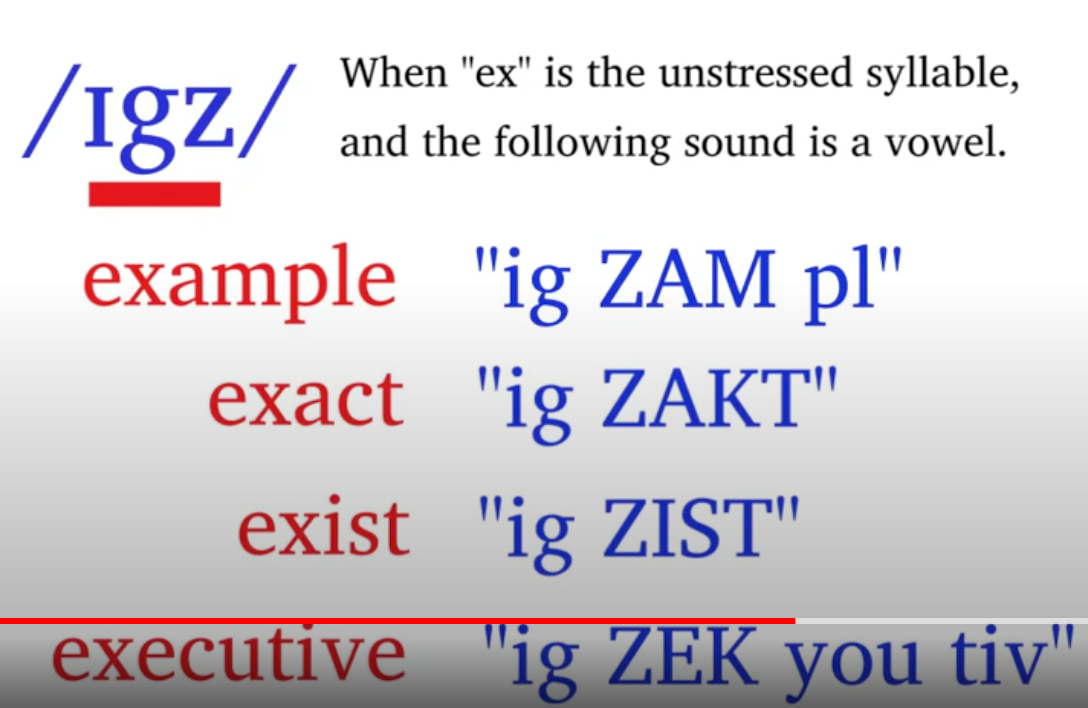 /ɪgz/ When "ex" is the unstressed syllable,
and the following sound is a vowel.
example "ig ZAM pl"
exact "ig ZAKT"
exist "ig ZIST"
executive "ig ZEK you tiv"